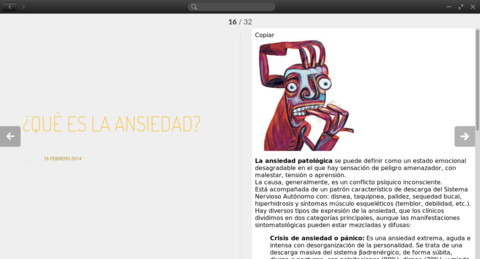 16 / 32
Copiar
¿QUÉ ES LA ANSIEDAD?
16 FEBRERO 2014
La ansiedad patológica se puede definir como un estado emocional
desagradable en el que hay sensación de peligro amenazador, con
malestar, tensión o aprensión.
La causa, generalmente, es un conflicto psíquico inconsciente.
Está acompañada de un patrón característico de descarga del Sistema
Nervioso Autónomo con: disnea, taquipnea, palidez, sequedad bucal,
hiperhidrosis y síntomas músculo esqueléticos (temblor, debilidad, etc.).
Hay diversos tipos de expresión de la ansiedad, que los clínicos
dividimos en dos categorías principales, aunque las manifestaciones
sintomatológicas pueden estar mezcladas y difusas:
Crisis de ansiedad o pánico: Es una ansiedad extrema, aguda e
intensa con desorganización de la personalidad. Se trata de una
descarga masiva del sistema βadrenérgico, de forma súbita,